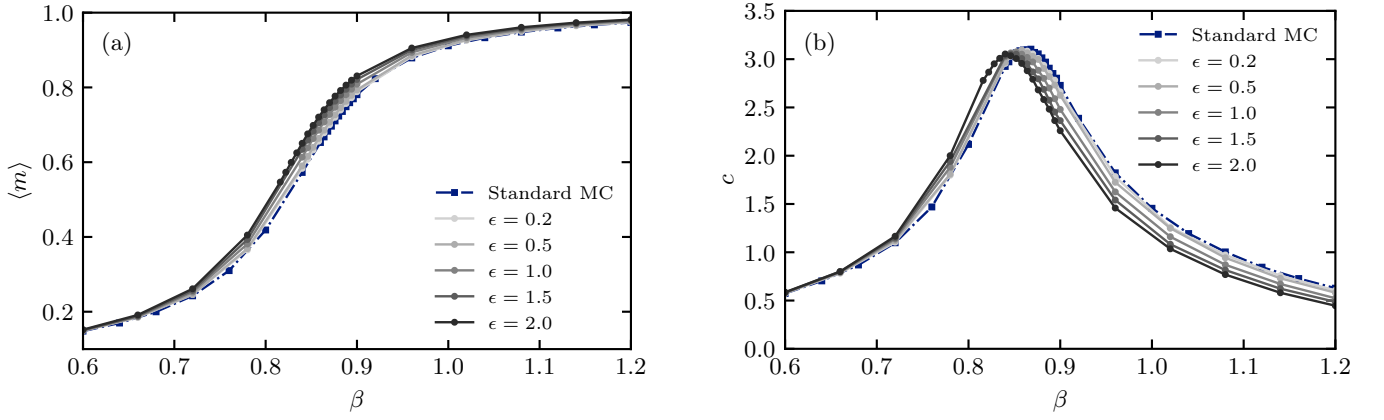 (a)
⟨m⟩
1.0
0.8
0.6
0.4
0.2
0.6 0.7 0.8 0.9 1.0 1.1 1.2
β
Standard MC
ϵ = 0.2
ϵ = 0.5
ϵ = 1.0
ϵ = 1.5
ϵ = 2.0
(b)
c
3.5
3.0
2.5
2.0
1.5
1.0
0.5
0.0
0.6 0.7 0.8 0.9 1.0 1.1 1.2
β
Standard MC
ϵ = 0.2
ϵ = 0.5
ϵ = 1.0
ϵ = 1.5
ϵ = 2.0